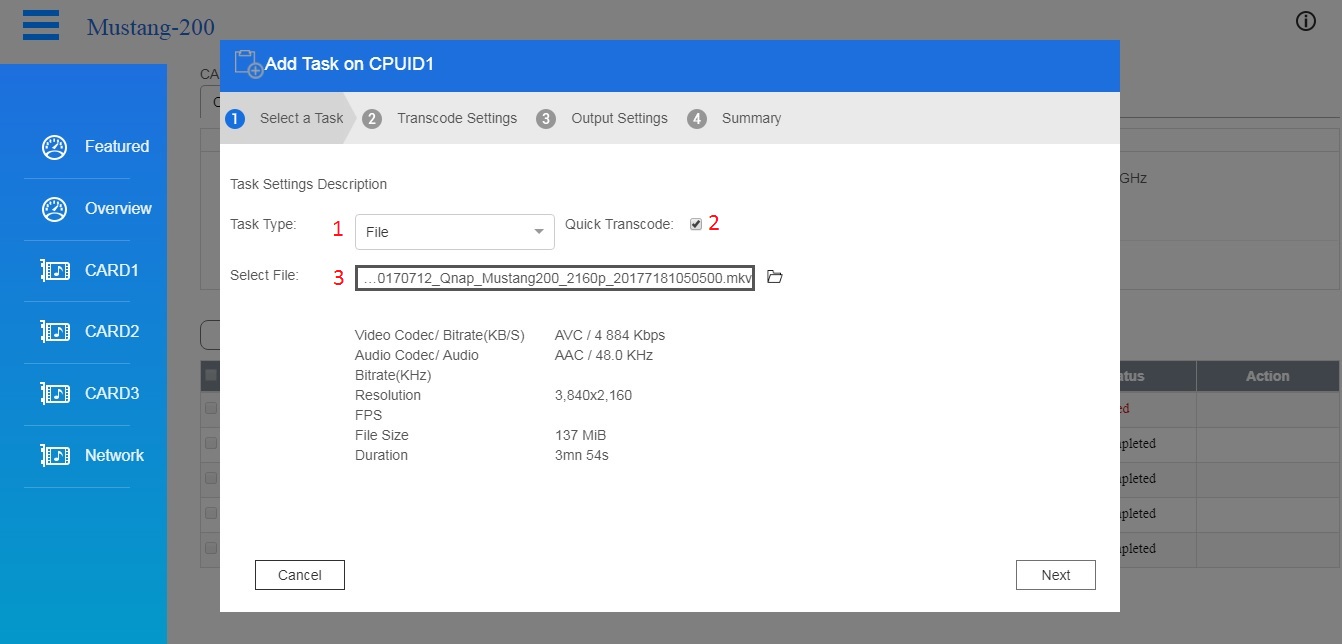 Mustang-200
CA
Add Task on CPUID1
1 Select a Task 2 Transcode Settings 3 Output Settings 4 Summary
Featured
Overview
CARD1
CARD2
CARD3
Network
Task Settings Description
Task Type: 1 File Quick Transcode: 2
Select File: 3 ...0170712_Qnap_Mustang200_2160p_20177181050500.mkv
Video Codec/ Bitrate(KB/S) AVC / 4 884 Kbps
Audio Codec/ Audio AAC / 48.0 KHz
Bitrate(KHz)
Resolution 3,840x2,160
FPS
File Size 137 MiB
Duration 3mn 54s
Cancel Next
GHz
atus Action
ed
pleted
pleted
pleted
pleted